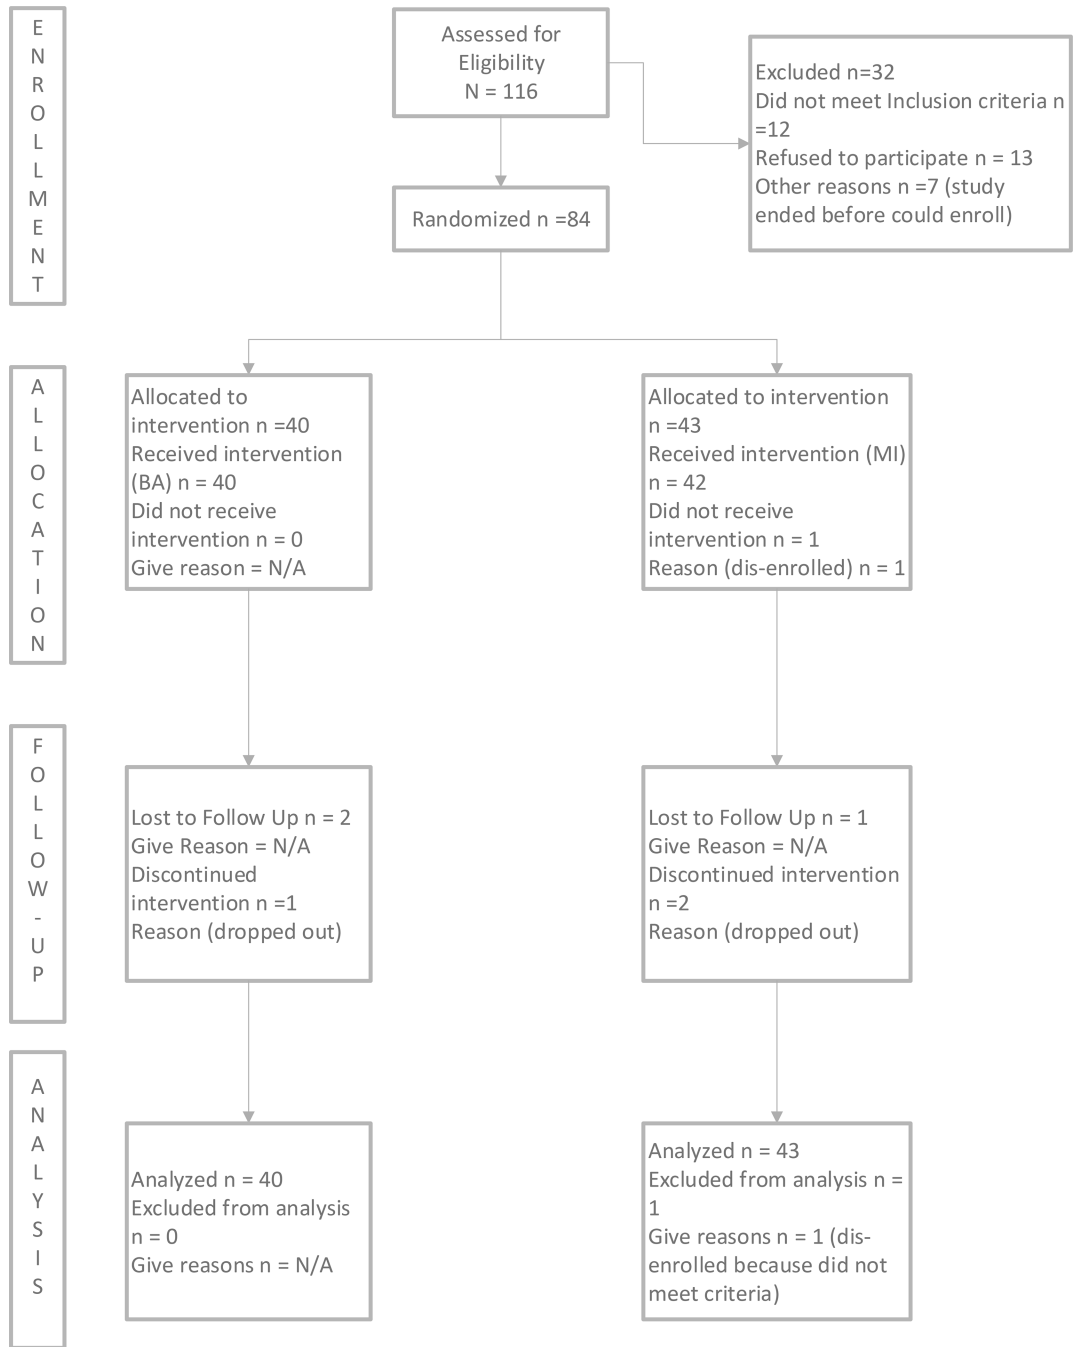 ENROLLMENT
Assessed for
Eligibility
N = 116
Excluded n=32
Did not meet Inclusion criteria n
=12
Refused to participate n = 13
Other reasons n =7 (study
ended before could enroll)
Randomized n =84
ALLOCATION
Allocated to
intervention n =40
Received intervention
(BA) n = 40
Did not receive
intervention n = 0
Give reason = N/A
Allocated to intervention
n =43
Received intervention (MI)
n = 42
Did not receive
intervention n = 1
Reason (dis-enrolled) n = 1
FOLLOW-UP
Lost to Follow Up n = 2
Give Reason = N/A
Discontinued
intervention n =1
Reason (dropped out)
Lost to Follow Up n = 1
Give Reason = N/A
Discontinued intervention
n =2
Reason (dropped out)
ANALYSIS
Analyzed n = 40
Excluded from analysis
n = 0
Give reasons n = N/A
Analyzed n = 43
Excluded from analysis n =
1
Give reasons n = 1 (dis-
enrolled because did not
meet criteria)